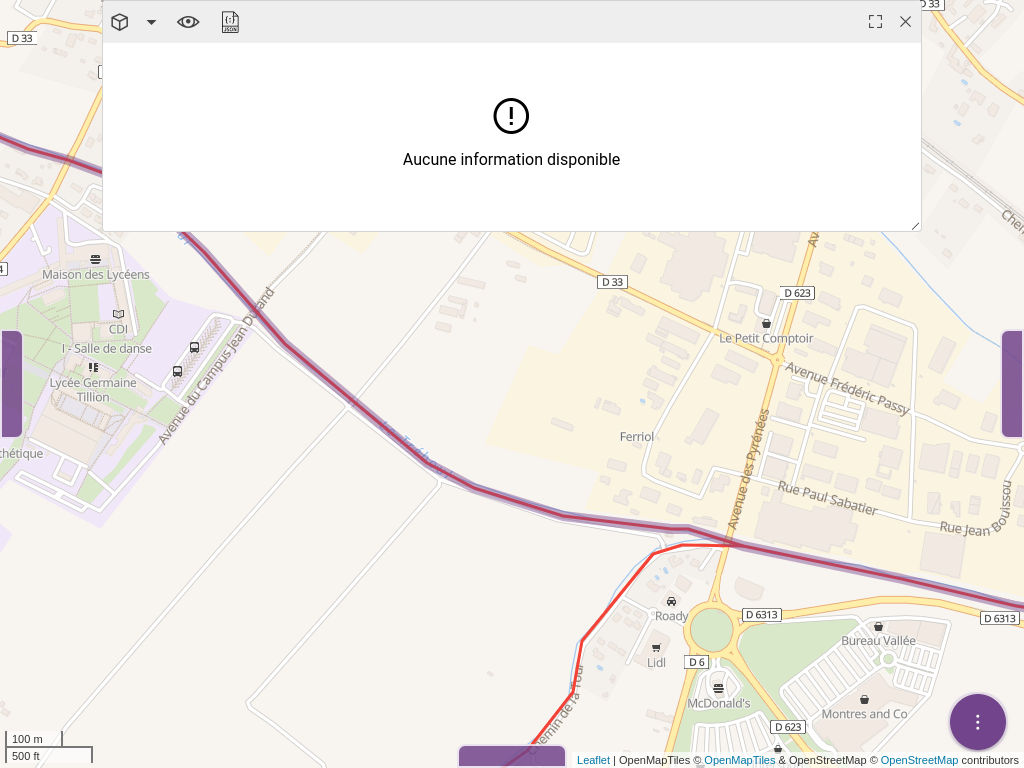 D 33
D 33
JSON
Aucune information disponible
Maison des Lycéens
CDI
I - Salle de danse
Lycée Germaine
Tillion
thétique
Avenue du Campus Jean Durand
D 33
D 623
Le Petit Comptoir
Avenue Frédéric Passy
Ferriol
Avenue des Pyrénées
Rue Paul Sabatier
Rue Jean Bouisson
D 6313
D 6313
Roady
Bureau Vallée
Lidl
D 6
McDonald's
Montres and Co
D 623
Chemin de la Tour
100 m
500 ft
Leaflet | OpenMapTiles © OpenMapTiles & OpenStreetMap © OpenStreetMap contributors